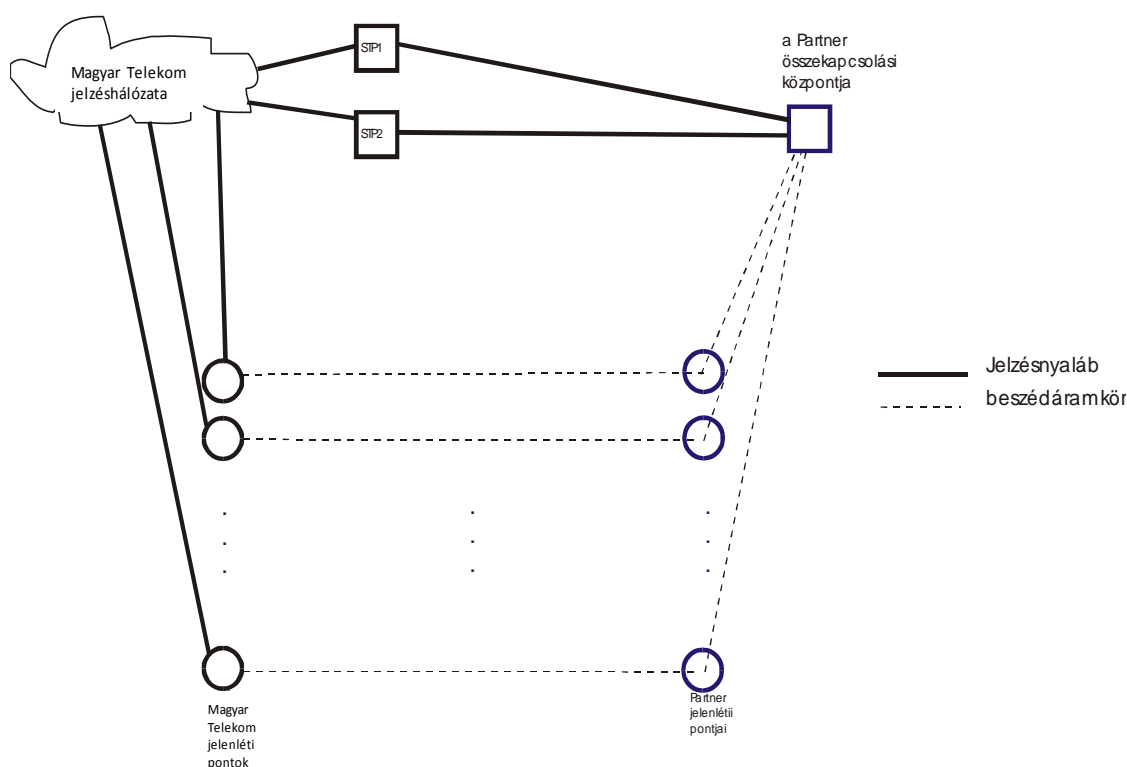 Magyar Telekom
jelzéshálózata
STP1
STP2
a Partner
összekapcsolási
központja
Jelzésnyaláb
beszédáramkör
Magyar
Telekom
jelenléti
pontok
Partner
jelenlétii
pontjai